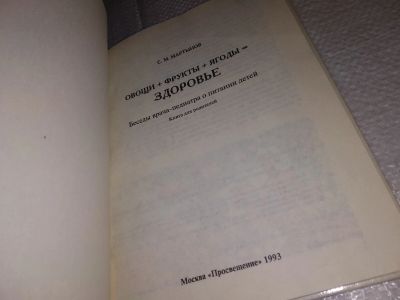 С. М. МАРТЫНОВ
ОВОЩИ + ФРУКТЫ + ЯГОДЫ =
ЗДОРОВЬЕ
Беседы врача-педиатра о питании детей
Книга для родителей
Москва «Просвещение» 1993